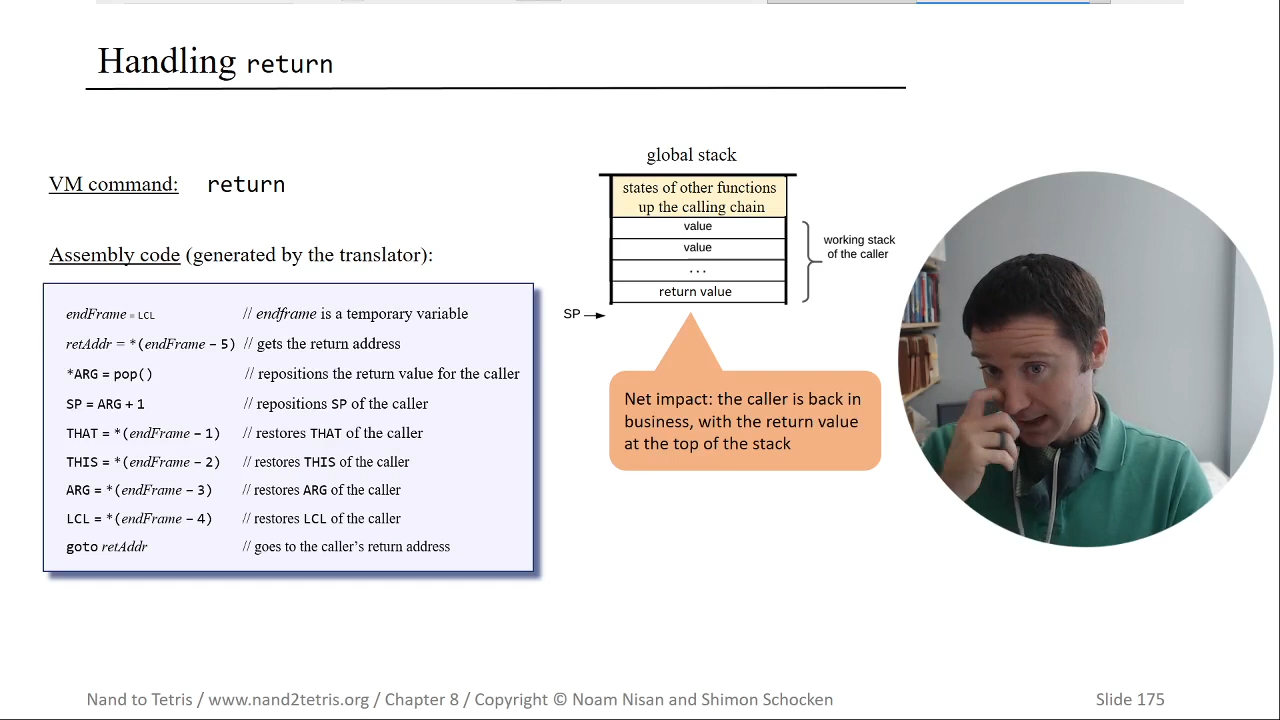 Handling return
VM command: return
Assembly code (generated by the translator):
endFrame = LCL // endframe is a temporary variable
retAddr = *(endFrame – 5) // gets the return address
*ARG = pop() // repositions the return value for the caller
SP = ARG + 1 // repositions SP of the caller
THAT = *(endFrame – 1) // restores THAT of the caller
THIS = *(endFrame – 2) // restores THIS of the caller
ARG = *(endFrame – 3) // restores ARG of the caller
LCL = *(endFrame – 4) // restores LCL of the caller
goto retAddr // goes to the caller's return address
global stack
states of other functions
up the calling chain
value
value
...
return value
SP
working stack
of the caller
Net impact: the caller is back in
business, with the return value
at the top of the stack
Nand to Tetris / www.nand2tetris.org / Chapter 8 / Copyright © Noam Nisan and Shimon Schocken
Slide 175